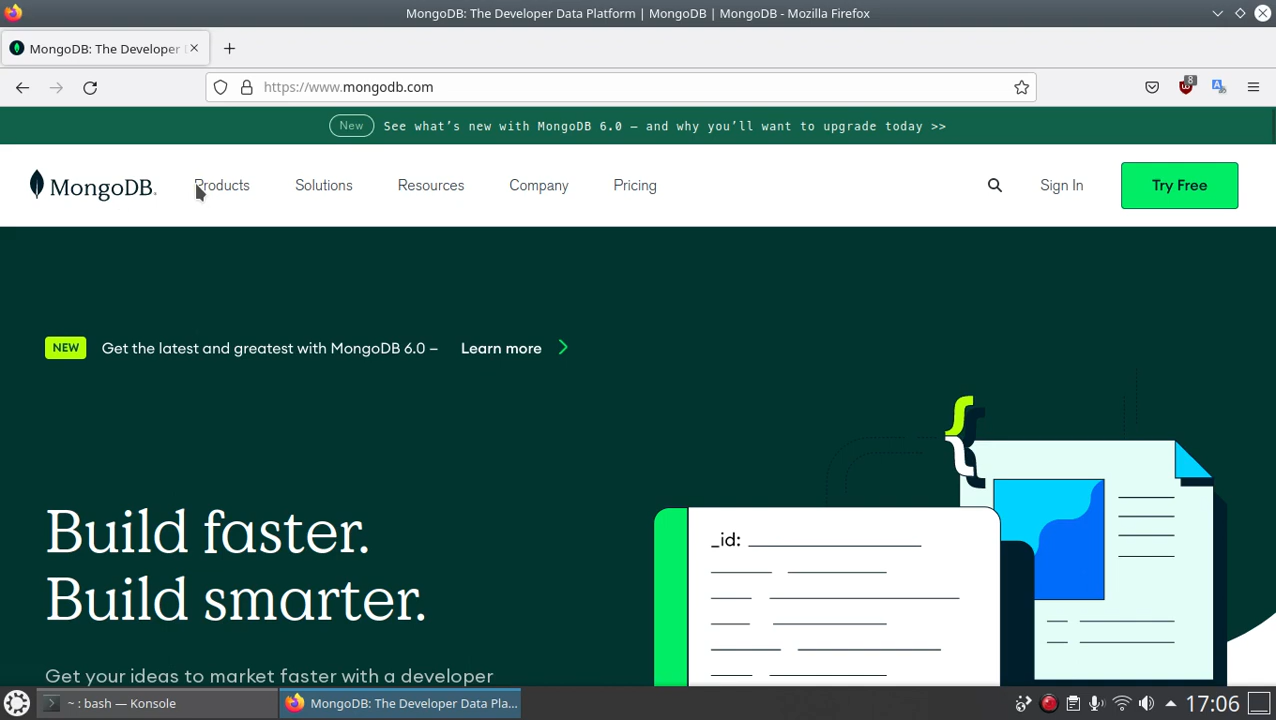 MongoDB: The Developer Data Platform | MongoDB | MongoDB - Mozilla Firefox
MongoDB: The Developer
https://www.mongodb.com
8
New See what's new with MongoDB 6.0 — and why you'll want to upgrade today >>
MongoDB. Products Solutions Resources Company Pricing Sign In Try Free
NEW Get the latest and greatest with MongoDB 6.0 – Learn more
{
_id:
Build faster.
Build smarter.
Get your ideas to market faster with a developer
~ : bash — Konsole MongoDB: The Developer Data Pla... 17:06